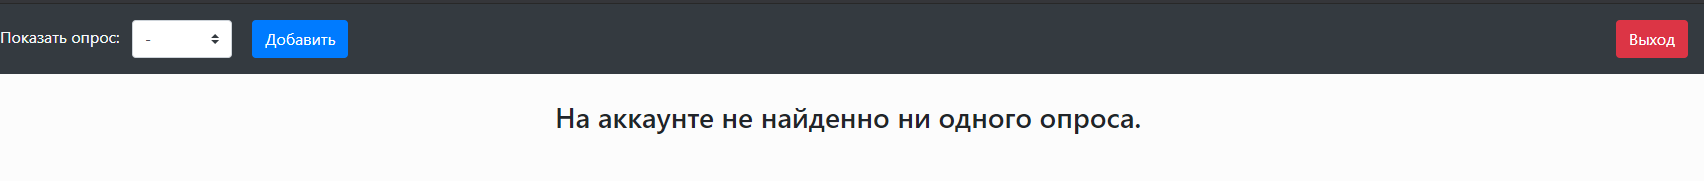 Показать опрос: - Добавить Выход
На аккаунте не найденно ни одного опроса.